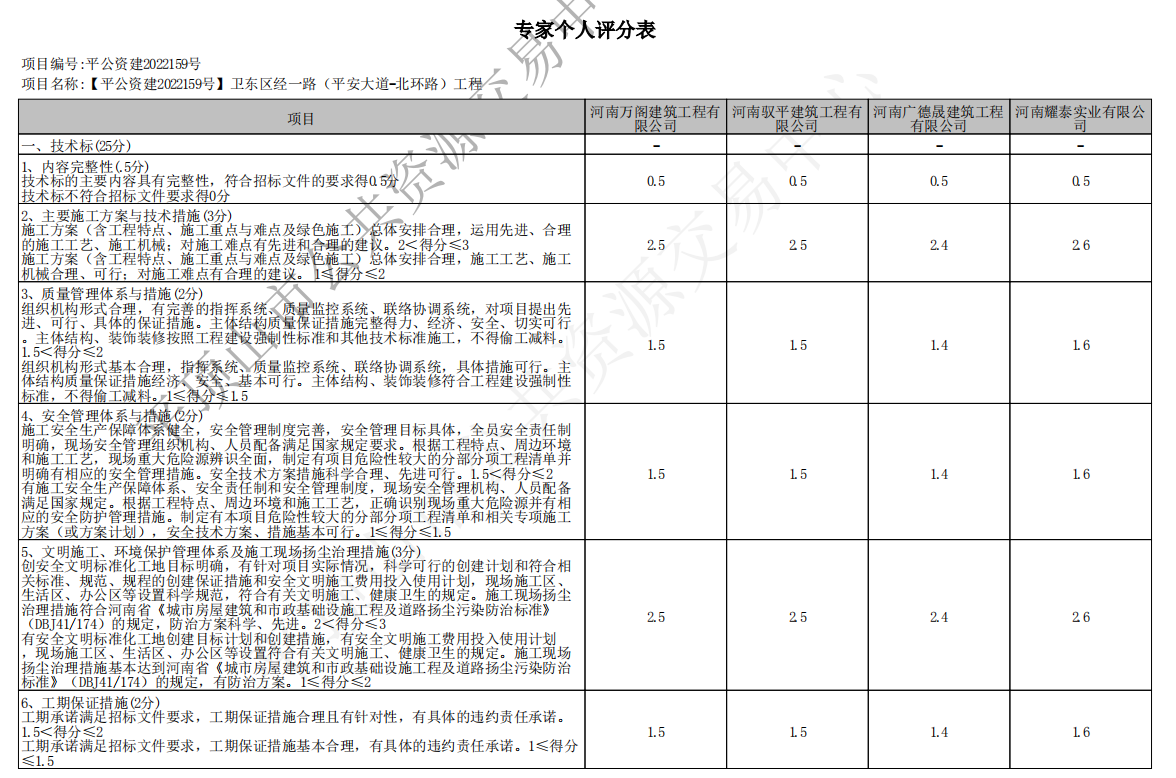 专家个人评分表
项目编号:平公资建2022159号
项目名称:【平公资建2022159号】卫东区经一路（平安大道-北环路）工程
项目
河南万阁建筑工程有
限公司
河南驭平建筑工程有
限公司
河南广德晟建筑工程
有限公司
河南耀泰实业有限公
司
一、技术标(25分)
-
-
-
-
1、内容完整性(.5分)
技术标的主要内容具有完整性，符合招标文件的要求得0.5分
技术标不符合招标文件要求得0分
0.5
0.5
0.5
0.5
2、主要施工方案与技术措施(3分)
施工方案（含工程特点、施工重点与难点及绿色施工）总体安排合理，运用先进、合理
的施工工艺、施工机械；对施工难点有先进和合理的建议。2＜得分≤3
施工方案（含工程特点、施工重点与难点及绿色施工）总体安排合理，施工工艺、施工
机械合理、可行；对施工难点有合理的建议。1≤得分≤2
2.5
2.5
2.4
2.6
3、质量管理体系与措施(2分)
组织机构形式合理，有完善的指挥系统、质量监控系统、联络协调系统，对项目提出先
进、可行、具体的保证措施。主体结构质量保证措施完整得力、经济、安全、切实可行
。主体结构、装饰装修按照工程建设强制性标准和其他技术标准施工，不得偷工减料。
1.5<得分≤2
组织机构形式基本合理，指挥系统、质量监控系统、联络协调系统，具体措施可行。主
体结构质量保证措施经济、安全、基本可行。主体结构、装饰装修符合工程建设强制性
标准，不得偷工减料。1≤得分≤1.5
1.5
1.5
1.4
1.6
4、安全管理体系与措施(2分)
施工安全生产保障体系健全，安全管理制度完善，安全管理目标具体，全员安全责任制
明确，现场安全管理组织机构、人员配备满足国家规定要求。根据工程特点、周边环境
和施工工艺，现场重大危险源辨识全面，制定有项目危险性较大的分部分项工程清单并
明确有相应的安全管理措施。安全技术方案措施科学合理、先进可行。1.5<得分≤2
有施工安全生产保障体系、安全责任制和安全管理制度，现场安全管理机构、人员配备
满足国家规定。根据工程特点、周边环境和施工工艺，正确识别现场重大危险源并有相
应的安全防护管理措施。制定有本项目危险性较大的分部分项工程清单和相关专项施工
方案（或方案计划），安全技术方案、措施基本可行。1≤得分≤1.5
1.5
1.5
1.4
1.6
5、文明施工、环境保护管理体系及施工现场扬尘治理措施(3分)
创安全文明标准化工地目标明确，有针对项目实际情况，科学可行的创建计划和符合相
关标准、规范、规程的创建保证措施和安全文明施工费用投入使用计划，现场施工区、
生活区、办公区等设置科学规范，符合有关文明施工、健康卫生的规定。施工现场扬尘
治理措施符合河南省《城市房屋建筑和市政基础设施工程及道路扬尘污染防治标准》
（DBJ41/174）的规定，防治方案科学、先进。2<得分≤3
有安全文明标准化工地创建目标计划和创建措施，有安全文明施工费用投入使用计划
，现场施工区、生活区、办公区等设置符合有关文明施工、健康卫生的规定。施工现场
扬尘治理措施基本达到河南省《城市房屋建筑和市政基础设施工程及道路扬尘污染防治
标准》（DBJ41/174）的规定，有防治方案。1≤得分≤2
2.5
2.5
2.4
2.6
6、工期保证措施(2分)
工期承诺满足招标文件要求，工期保证措施合理且有针对性，有具体的违约责任承诺。
1.5<得分≤2
工期承诺满足招标文件要求，工期保证措施基本合理，有具体的违约责任承诺。1≤得分
≤1.5
1.5
1.5
1.4
1.6
平顶山市公共资源交易中
共资源交易中心